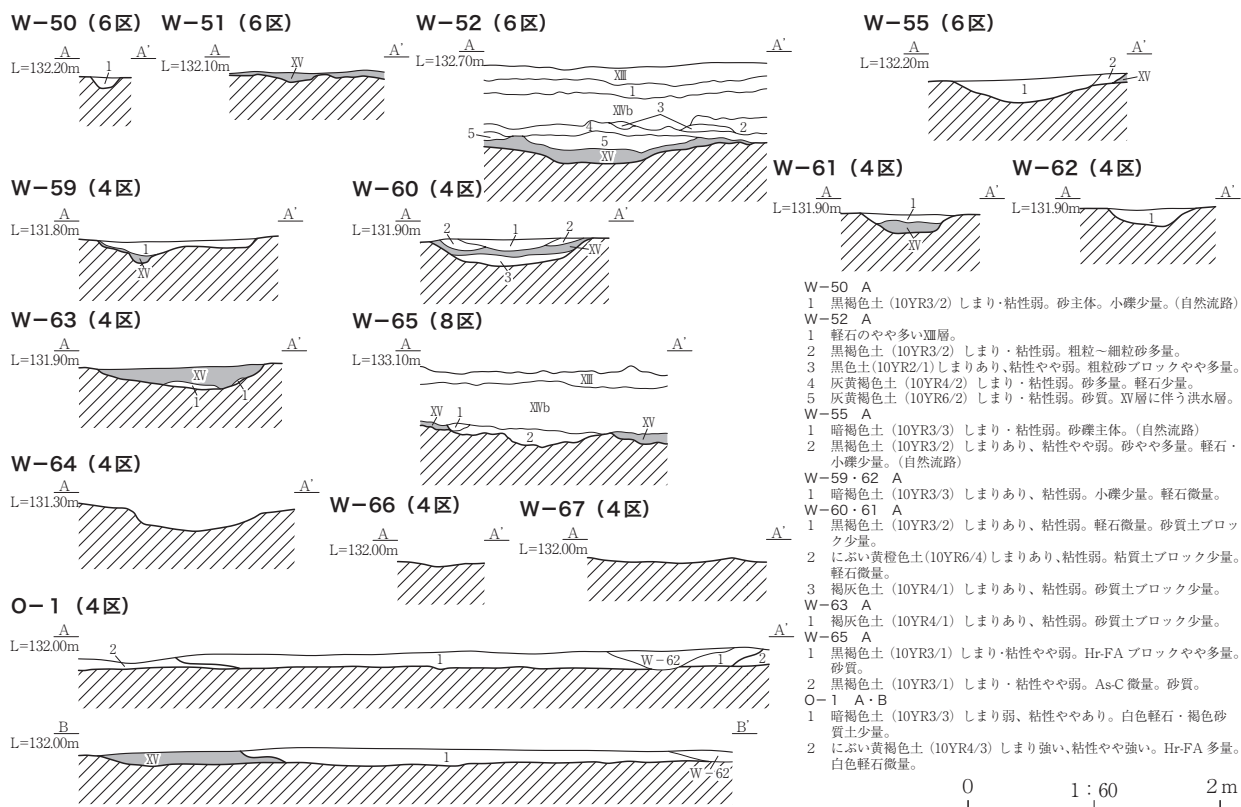 W-50（6区）
A
A'
L=132.20m
1
W-51（6区）
A
A'
L=132.10m
XV
W-52（6区）
A
A'
L=132.70m
XIII
1
XIVb
3
4
2
5
5
XV
W-55（6区）
A
A'
L=132.20m
2
XV
1
W-59（4区）
A
A'
L=131.80m
1
XV
W-60（4区）
A
A'
L=131.90m
2
1
2
XV
3
W-61（4区）
A
A'
L=131.90m
1
XV
W-62（4区）
A
A'
L=131.90m
1
W-63（4区）
A
A'
L=131.90m
XV
1
1
W-65（8区）
A
A'
L=133.10m
XIII
XIVb
XV
1
XV
2
W-64（4区）
A
A'
L=131.30m
W-66（4区）
A
A'
L=132.00m
W-67（4区）
A
A'
L=132.00m
O-1（4区）
A
A'
L=132.00m
2
1
W-62
1
2
B
B'
L=132.00m
XV
1
W-62
W-50 A
1 黒褐色土（10YR3/2）しまり・粘性弱。砂主体。小礫少量。（自然流路）
W-52 A
1 軽石のやや多いXIII層。
2 黒褐色土（10YR3/2）しまり・粘性弱。粗粒～細粒砂多量。
3 黒色土（10YR2/1）しまりあり、粘性やや弱。粗粒砂ブロックやや多量。
4 灰黄褐色土（10YR4/2）しまり・粘性弱。砂多量。軽石少量。
5 灰黄褐色土（10YR6/2）しまり・粘性弱。砂質。XV層に伴う洪水層。
W-55 A
1 暗褐色土（10YR3/3）しまり・粘性弱。砂礫主体。（自然流路）
2 黒褐色土（10YR3/2）しまりあり、粘性やや弱。砂やや多量。軽石・
小礫少量。（自然流路）
W-59・62 A
1 暗褐色土（10YR3/3）しまりあり、粘性弱。小礫少量。軽石微量。
W-60・61 A
1 黒褐色土（10YR3/2）しまりあり、粘性弱。軽石微量。砂質土ブロッ
ク少量。
2 にぶい黄橙色土（10YR6/4）しまりあり、粘性弱。粘質土ブロック少量。
軽石微量。
3 褐灰色土（10YR4/1）しまりあり、粘性弱。砂質土ブロック少量。
W-63 A
1 褐灰色土（10YR4/1）しまりあり、粘性弱。砂質土ブロック少量。
W-65 A
1 黒褐色土（10YR3/1）しまり・粘性やや弱。Hr-FA ブロックやや多量。
砂質。
2 黒褐色土（10YR3/1）しまり・粘性やや弱。As-C 微量。砂質。
O-1 A・B
1 暗褐色土（10YR3/3）しまり弱、粘性ややあり。白色軽石・褐色砂
質土少量。
2 にぶい黄褐色土（10YR4/3）しまり強い、粘性やや強い。Hr-FA 多量。
白色軽石微量。
0 1：60 2m